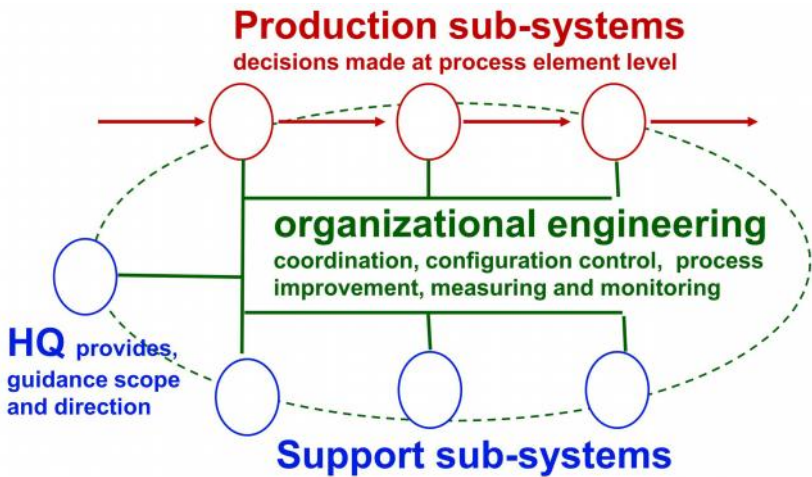 Production sub-systems
decisions made at process element level
organizational engineering
coordination, configuration control, process
improvement, measuring and monitoring
HQ provides,
guidance scope
and direction
Support sub-systems